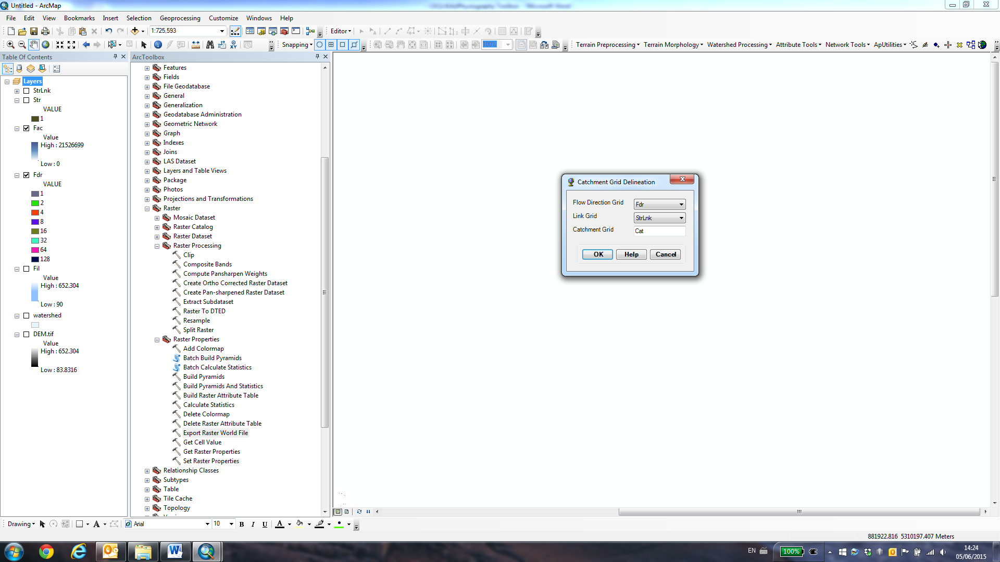 Untitled - ArcMap
File Edit View Bookmarks Insert Selection Geoprocessing Customize Windows Help
1:725,593
Editor
Snapping
100%
Terrain Preprocessing Terrain Morphology Watershed Processing Attribute Tools Network Tools ApUtilities
Table Of Contents
Layers
StrLnk
Str
VALUE
1
Fac
Value
High : 21526699
Low : 0
Fdr
VALUE
1
2
4
8
16
32
64
128
Fil
Value
High : 652.304
Low : 90
watershed
DEM.tif
Value
High : 652.304
Low : 83.8316
ArcToolbox
Features
Fields
File Geodatabase
General
Generalization
Geodatabase Administration
Geometric Network
Graph
Indexes
Joins
LAS Dataset
Layers and Table Views
Package
Photos
Projections and Transformations
Raster
Mosaic Dataset
Raster Catalog
Raster Dataset
Raster Processing
Clip
Composite Bands
Compute Pansharpen Weights
Create Ortho Corrected Raster Dataset
Create Pan-sharpened Raster Dataset
Extract Subdataset
Raster To DTED
Resample
Split Raster
Raster Properties
Add Colormap
Batch Build Pyramids
Batch Calculate Statistics
Build Pyramids
Build Pyramids And Statistics
Build Raster Attribute Table
Calculate Statistics
Delete Colormap
Delete Raster Attribute Table
Export Raster World File
Get Cell Value
Get Raster Properties
Set Raster Properties
Relationship Classes
Subtypes
Table
Tile Cache
Topology
Catchment Grid Delineation
Flow Direction Grid Fdr
Link Grid StrLnk
Catchment Grid Cat
OK Help Cancel
Drawing
A
Arial
10
B I U A
881922.816 5310197.407 Meters
EN
100%
14:24
05/06/2015